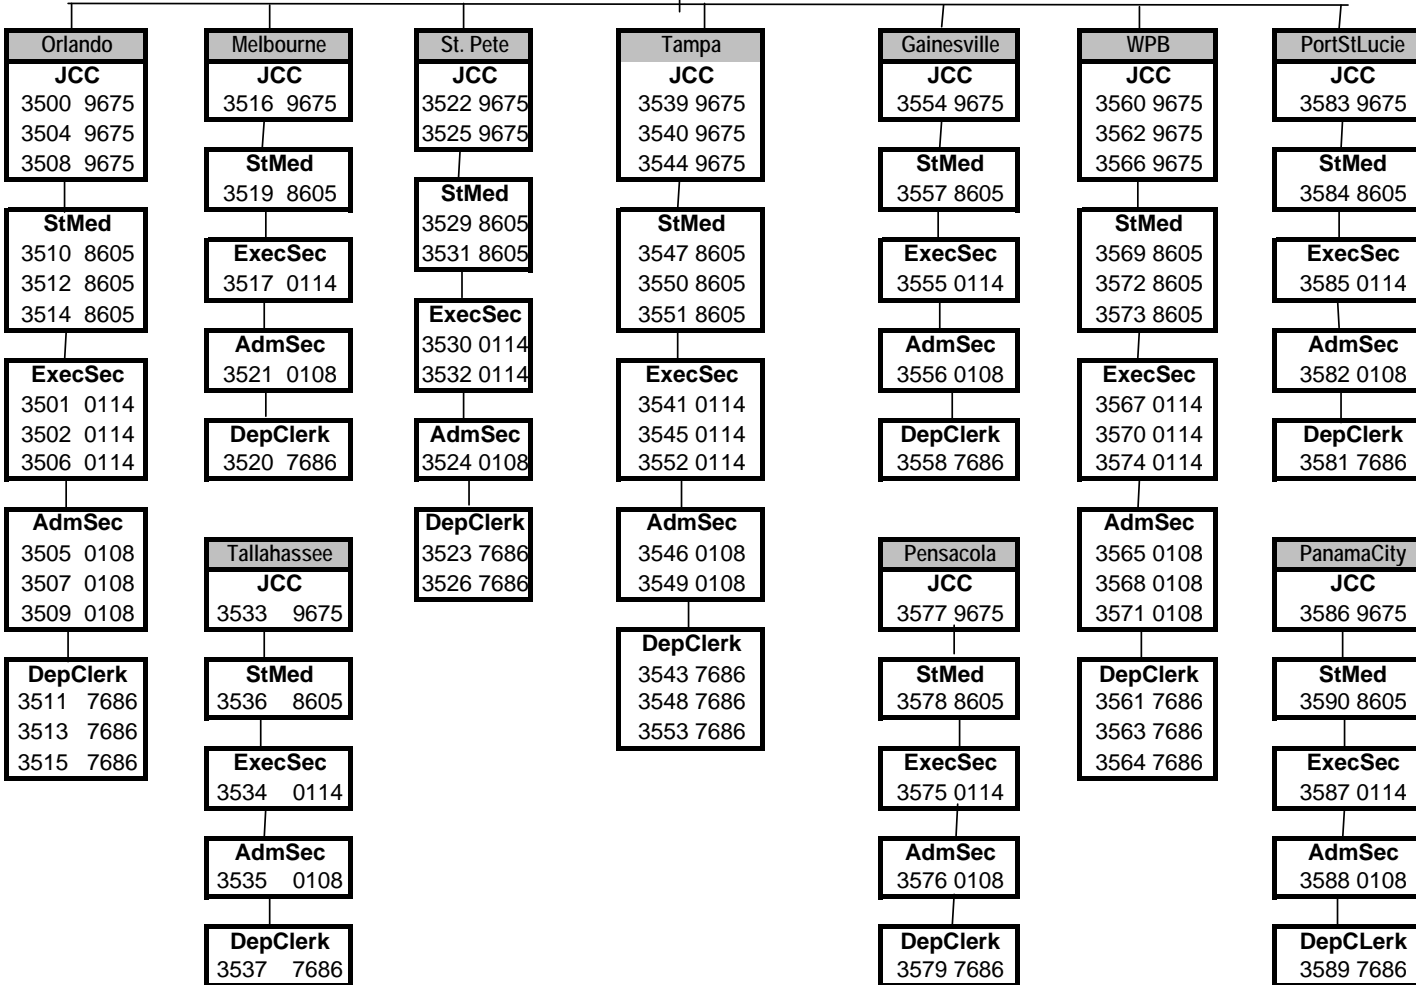 Orlando
JCC
3500 9675
3504 9675
3508 9675
StMed
3510 8605
3512 8605
3514 8605
ExecSec
3501 0114
3502 0114
3506 0114
AdmSec
3505 0108
3507 0108
3509 0108
DepClerk
3511 7686
3513 7686
3515 7686
Melbourne
JCC
3516 9675
StMed
3519 8605
ExecSec
3517 0114
AdmSec
3521 0108
DepClerk
3520 7686
Tallahassee
JCC
3533 9675
StMed
3536 8605
ExecSec
3534 0114
AdmSec
3535 0108
DepClerk
3537 7686
St. Pete
JCC
3522 9675
3525 9675
StMed
3529 8605
3531 8605
ExecSec
3530 0114
3532 0114
AdmSec
3524 0108
DepClerk
3523 7686
3526 7686
Tampa
JCC
3539 9675
3540 9675
3544 9675
StMed
3547 8605
3550 8605
3551 8605
ExecSec
3541 0114
3545 0114
3552 0114
AdmSec
3546 0108
3549 0108
DepClerk
3543 7686
3548 7686
3553 7686
Gainesville
JCC
3554 9675
StMed
3557 8605
ExecSec
3555 0114
AdmSec
3556 0108
DepClerk
3558 7686
Pensacola
JCC
3577 9675
StMed
3578 8605
ExecSec
3575 0114
AdmSec
3576 0108
DepClerk
3579 7686
WPB
JCC
3560 9675
3562 9675
3566 9675
StMed
3569 8605
3572 8605
3573 8605
ExecSec
3567 0114
3570 0114
3574 0114
AdmSec
3565 0108
3568 0108
3571 0108
DepClerk
3561 7686
3563 7686
3564 7686
PortStLucie
JCC
3583 9675
StMed
3584 8605
ExecSec
3585 0114
AdmSec
3582 0108
DepClerk
3581 7686
PanamaCity
JCC
3586 9675
StMed
3590 8605
ExecSec
3587 0114
AdmSec
3588 0108
DepCLerk
3589 7686